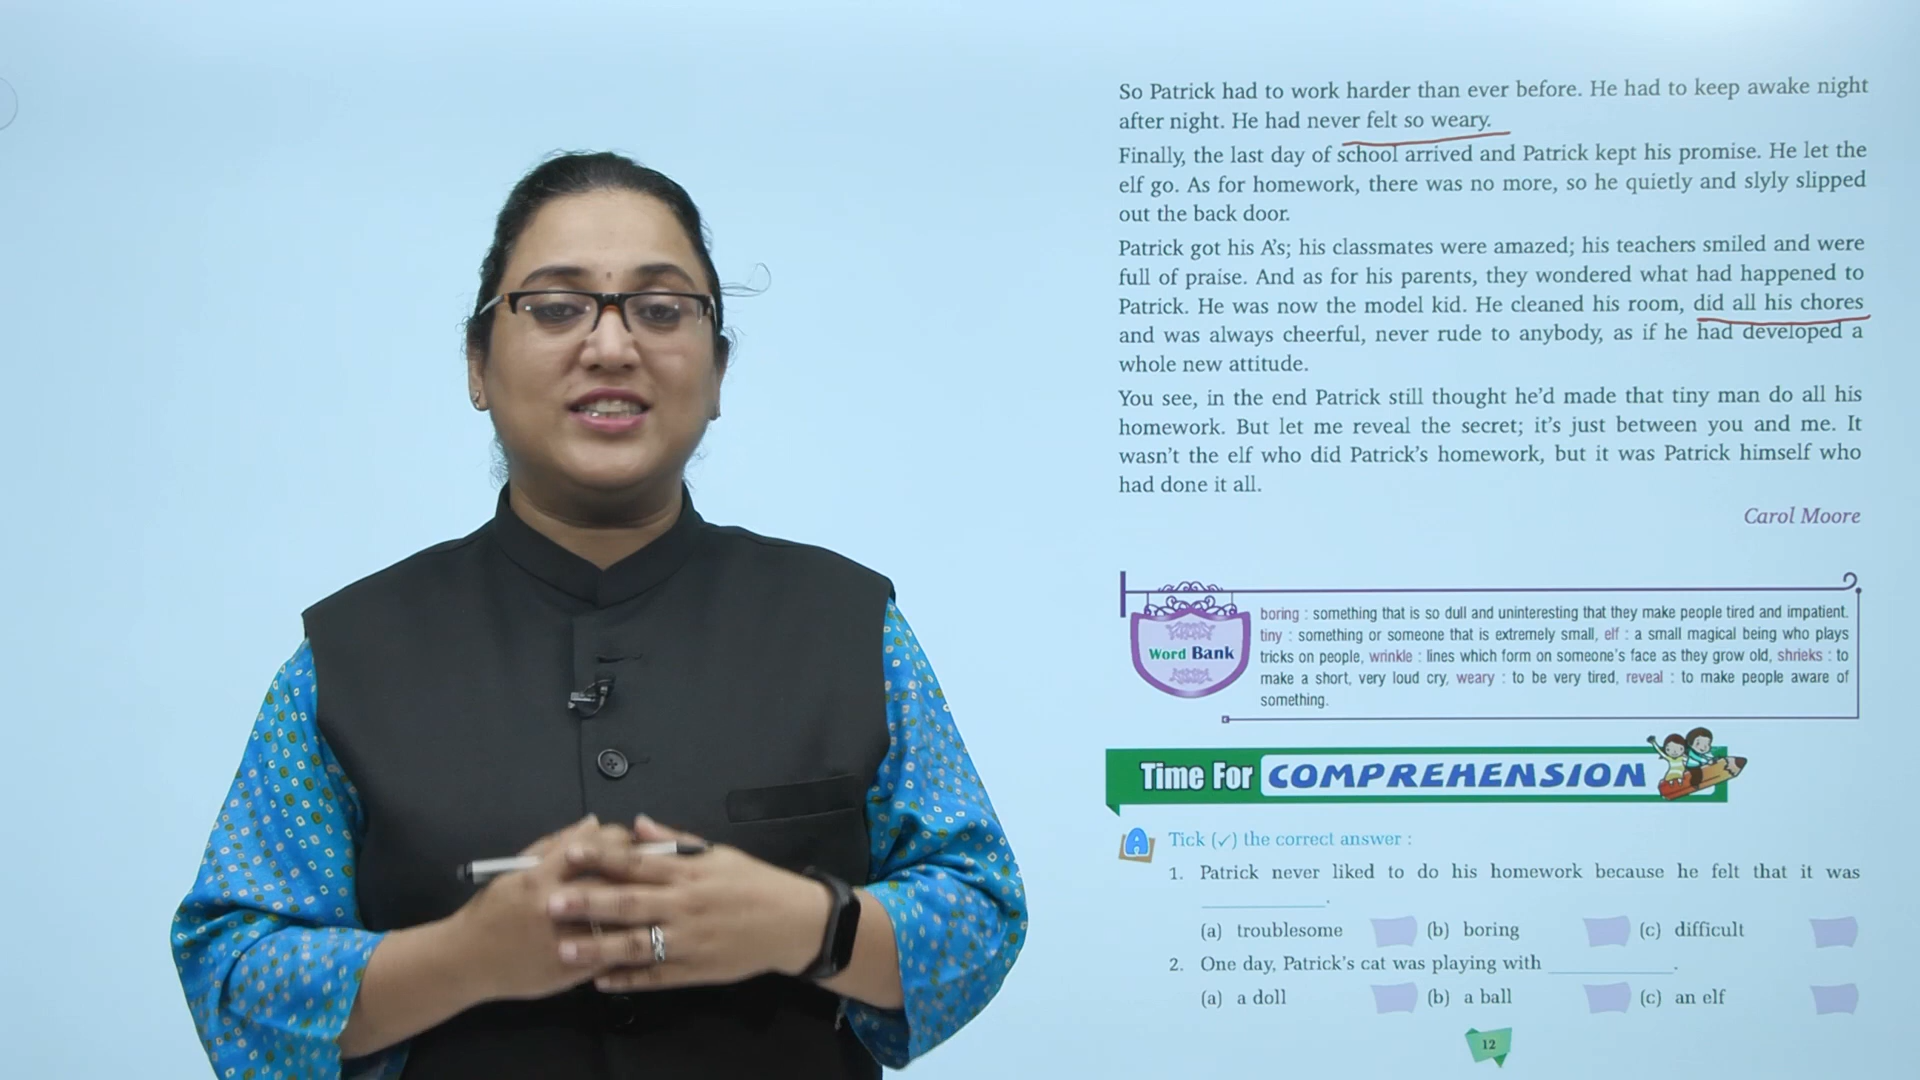 So Patrick had to work harder than ever before. He had to keep awake night
after night. He had never felt so weary.
Finally, the last day of school arrived and Patrick kept his promise. He let the
elf go. As for homework, there was no more, so he quietly and slyly slipped
out the back door.
Patrick got his A's; his classmates were amazed; his teachers smiled and were
full of praise. And as for his parents, they wondered what had happened to
Patrick. He was now the model kid. He cleaned his room, did all his chores
and was always cheerful, never rude to anybody, as if he had developed a
whole new attitude.
You see, in the end Patrick still thought he'd made that tiny man do all his
homework. But let me reveal the secret; it's just between you and me. It
wasn't the elf who did Patrick's homework, but it was Patrick himself who
had done it all.
Carol Moore
Word Bank
boring : something that is so dull and uninteresting that they make people tired and impatient.
tiny : something or someone that is extremely small, elf : a small magical being who plays
tricks on people, wrinkle : lines which form on someone's face as they grow old, shrieks : to
make a short, very loud cry, weary : to be very tired, reveal : to make people aware of
something.
Time For COMPREHENSION
A Tick (✓) the correct answer :
1. Patrick never liked to do his homework because he felt that it was
____________.
(a) troublesome (b) boring (c) difficult
2. One day, Patrick's cat was playing with ____________.
(a) a doll (b) a ball (c) an elf
12